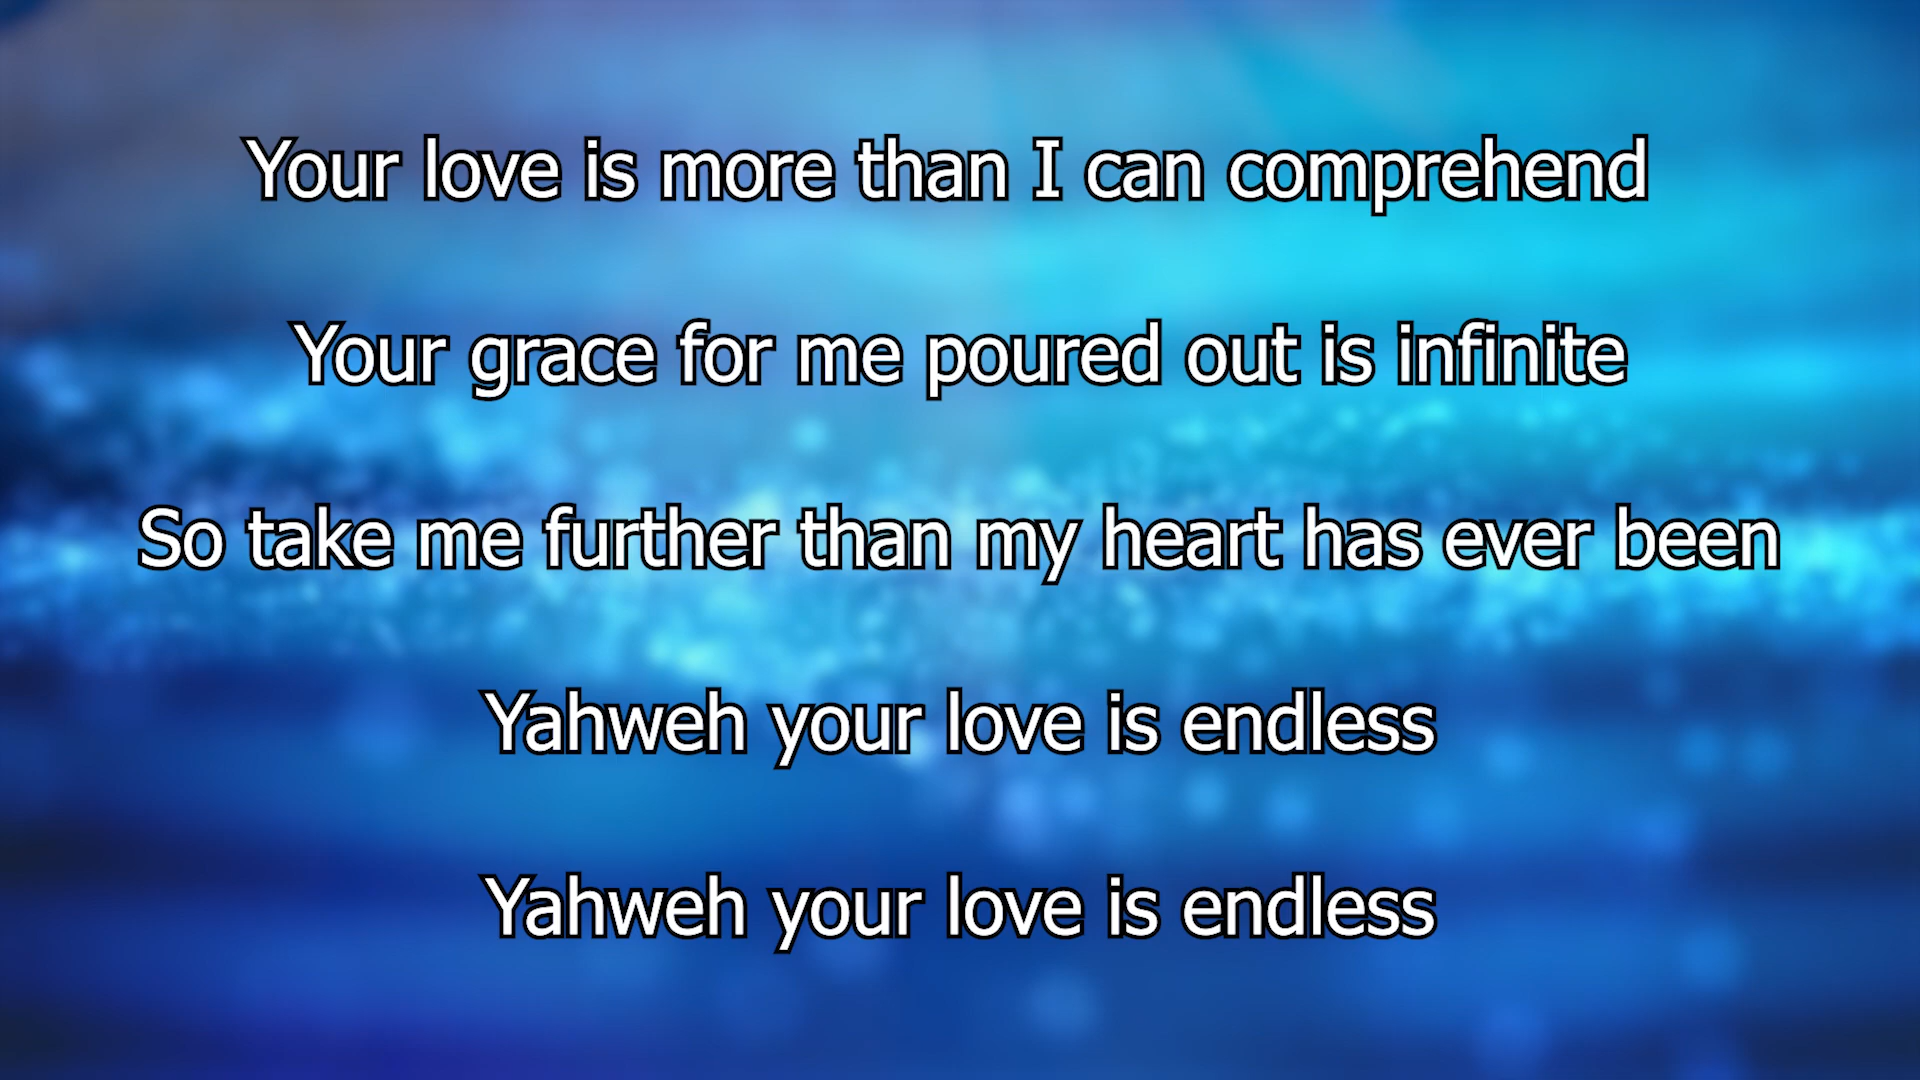 Your love is more than I can comprehend
Your grace for me poured out is infinite
So take me further than my heart has ever been
Yahweh your love is endless
Yahweh your love is endless